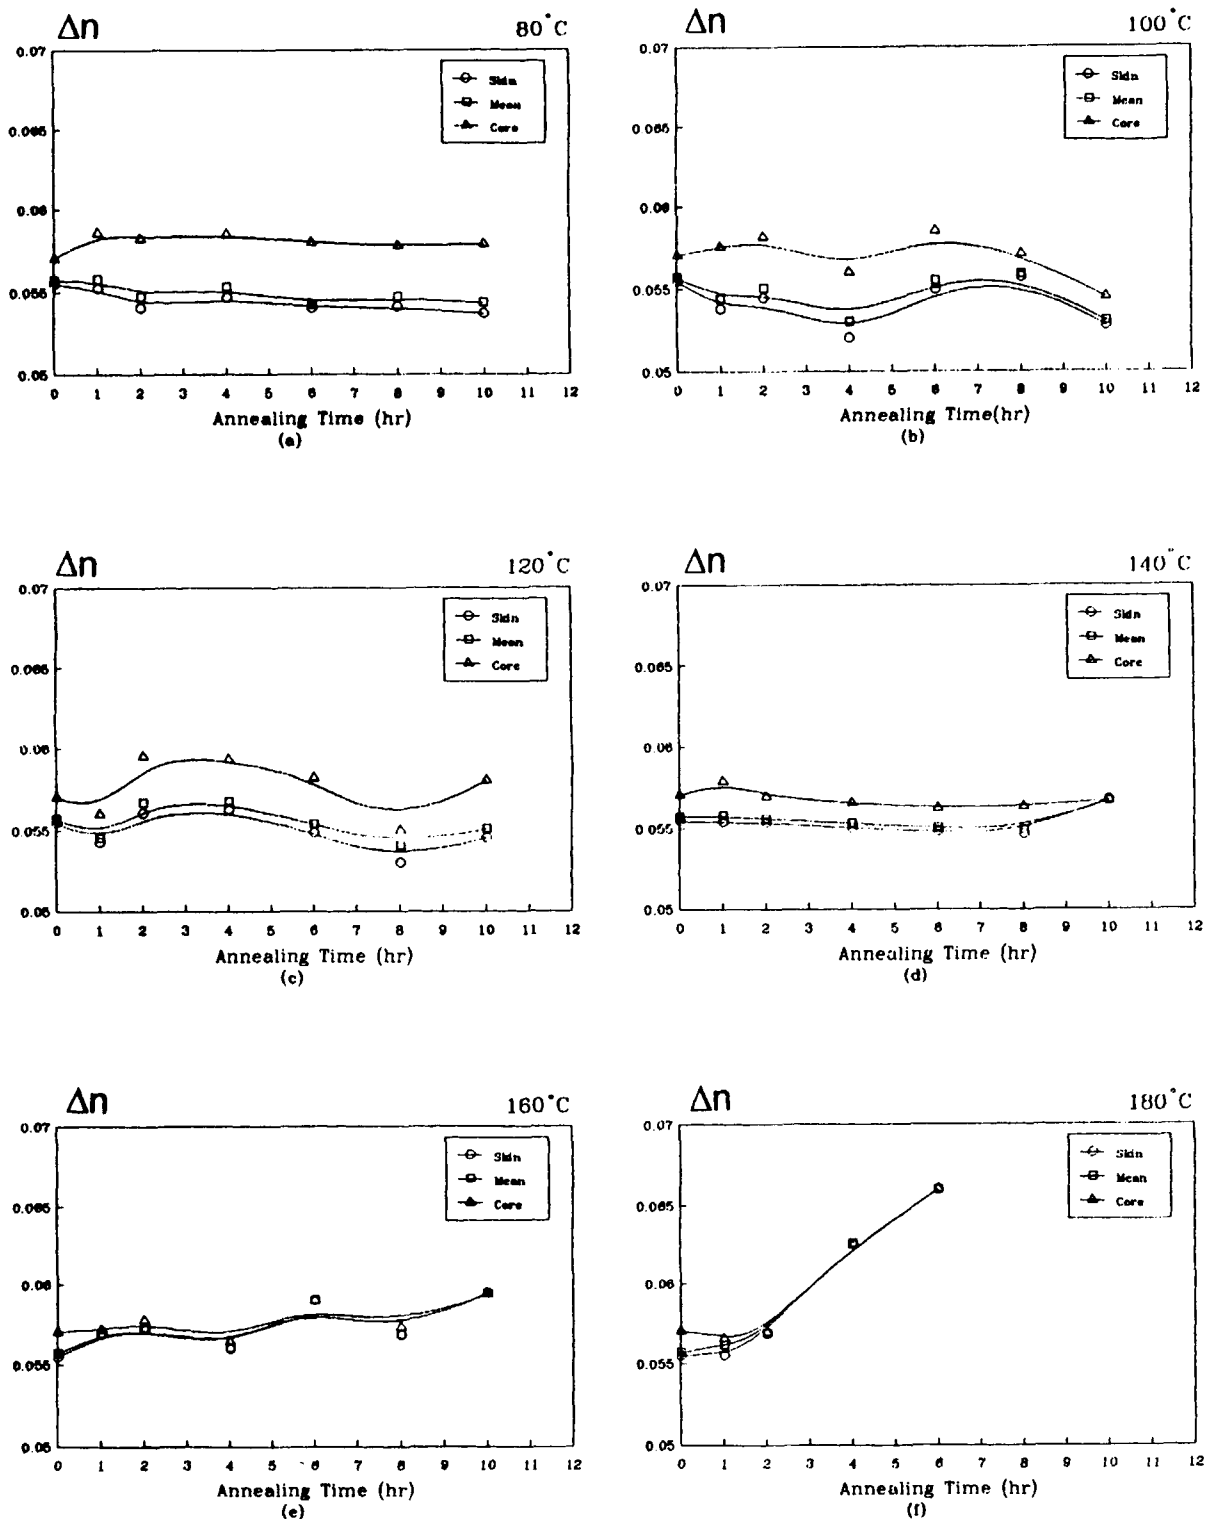 Δn 80°C
0.07
0.065
0.06
0.055
0.05
Skin
Mean
Core
0 1 2 3 4 5 6 7 8 9 10 11 12
Annealing Time (hr)
(a)
Δn 100°C
0.07
0.065
0.06
0.055
0.05
Skin
Mean
Core
0 1 2 3 4 5 6 7 8 9 10 11 12
Annealing Time(hr)
(b)
Δn 120°C
0.07
0.065
0.06
0.055
0.05
Skin
Mean
Core
0 1 2 3 4 5 6 7 8 9 10 11 12
Annealing Time (hr)
(c)
Δn 140°C
0.07
0.065
0.06
0.055
0.05
Skin
Mean
Core
0 1 2 3 4 5 6 7 8 9 10 11 12
Annealing Time (hr)
(d)
Δn 160°C
0.07
0.065
0.06
0.055
0.05
Skin
Mean
Core
0 1 2 3 4 5 6 7 8 9 10 11 12
Annealing Time (hr)
(e)
Δn 180°C
0.07
0.065
0.06
0.055
0.05
Skin
Mean
Core
0 1 2 3 4 5 6 7 8 9 10 11 12
Annealing Time (hr)
(f)